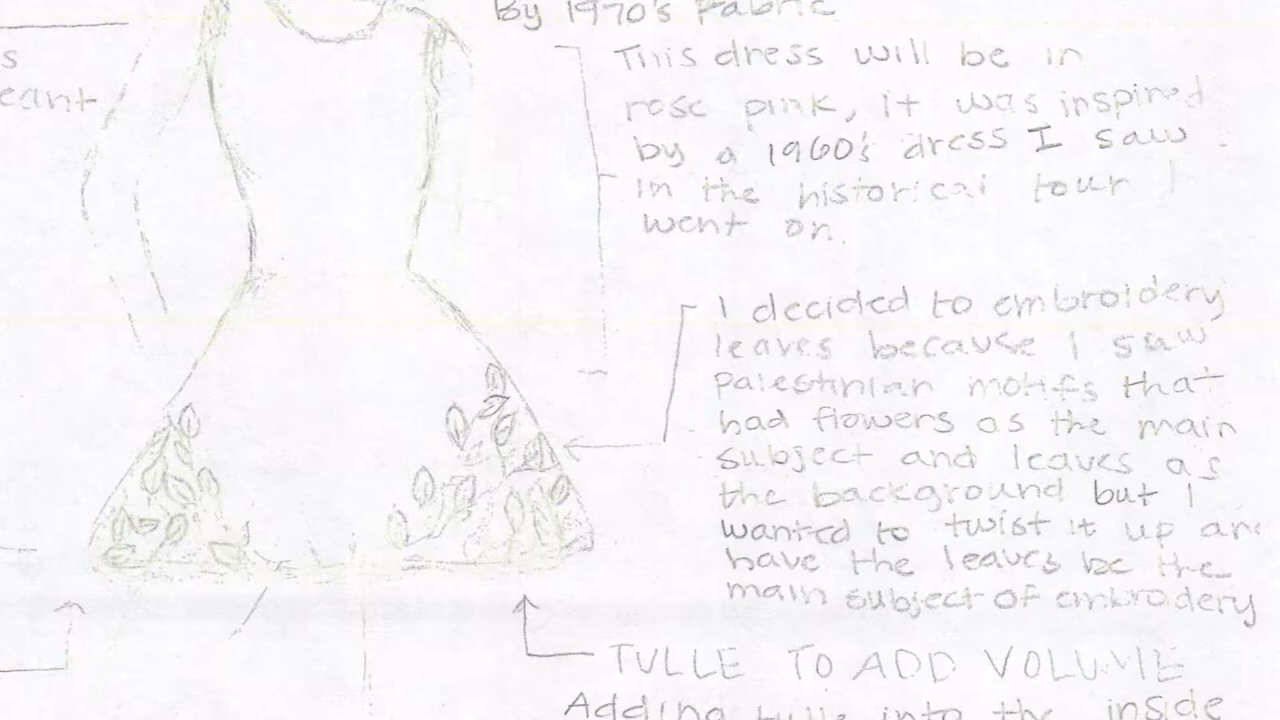 By 1970's Fabric
s
eant
This dress will be in
rose pink, it was inspired
by a 1960's dress I saw
in the historical tour I
went on.
I decided to embroidery
leaves because I saw
palestinian motifs that
had flowers as the main
subject and leaves as
the background but I
wanted to twist it up and
have the leaves be the
main subject of embrodery
TULLE TO ADD VOLUME
Adding tulle into the inside